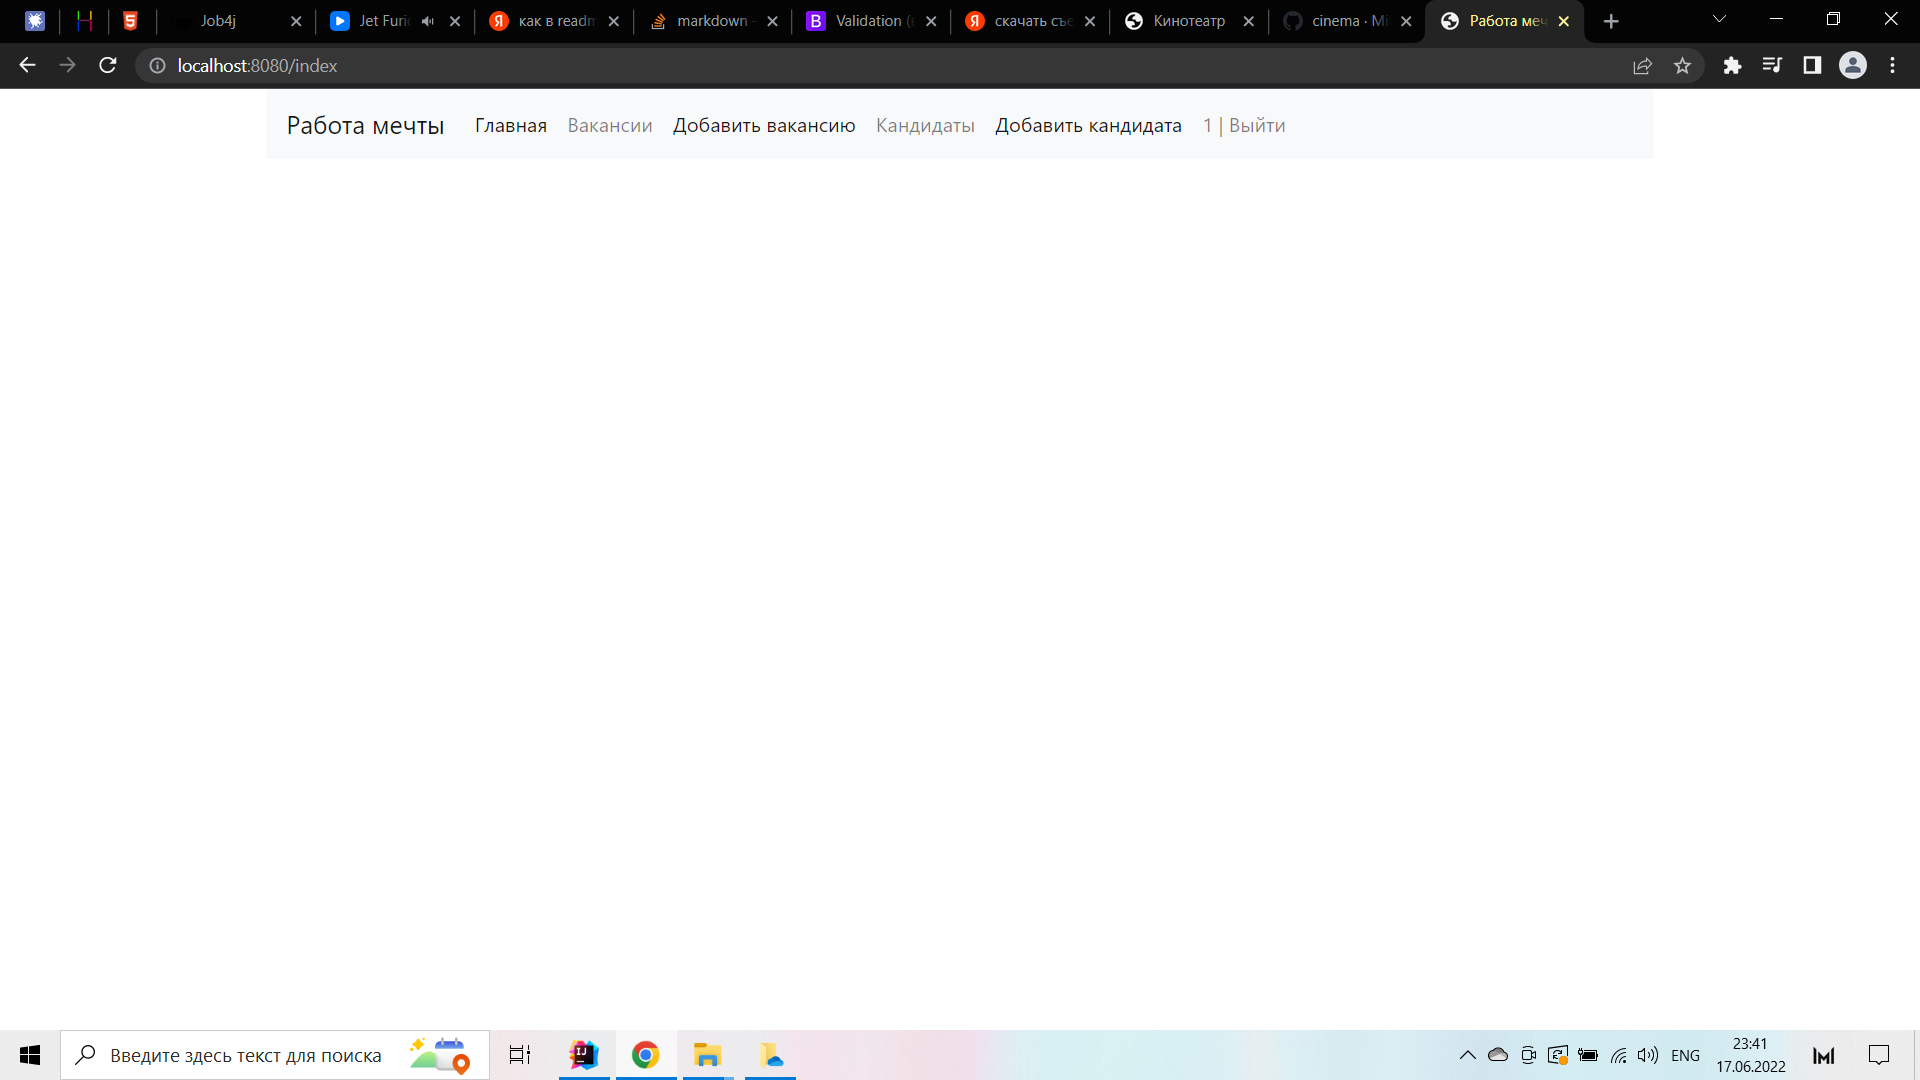 Job4j
Jet Furi
как в readm
markdown -
Validation (в
скачать съе
Кинотеатр
cinema · Mi
Работа меч
localhost:8080/index
Работа мечты Главная Вакансии Добавить вакансию Кандидаты Добавить кандидата 1 | Выйти
Введите здесь текст для поиска
ENG
23:41
17.06.2022